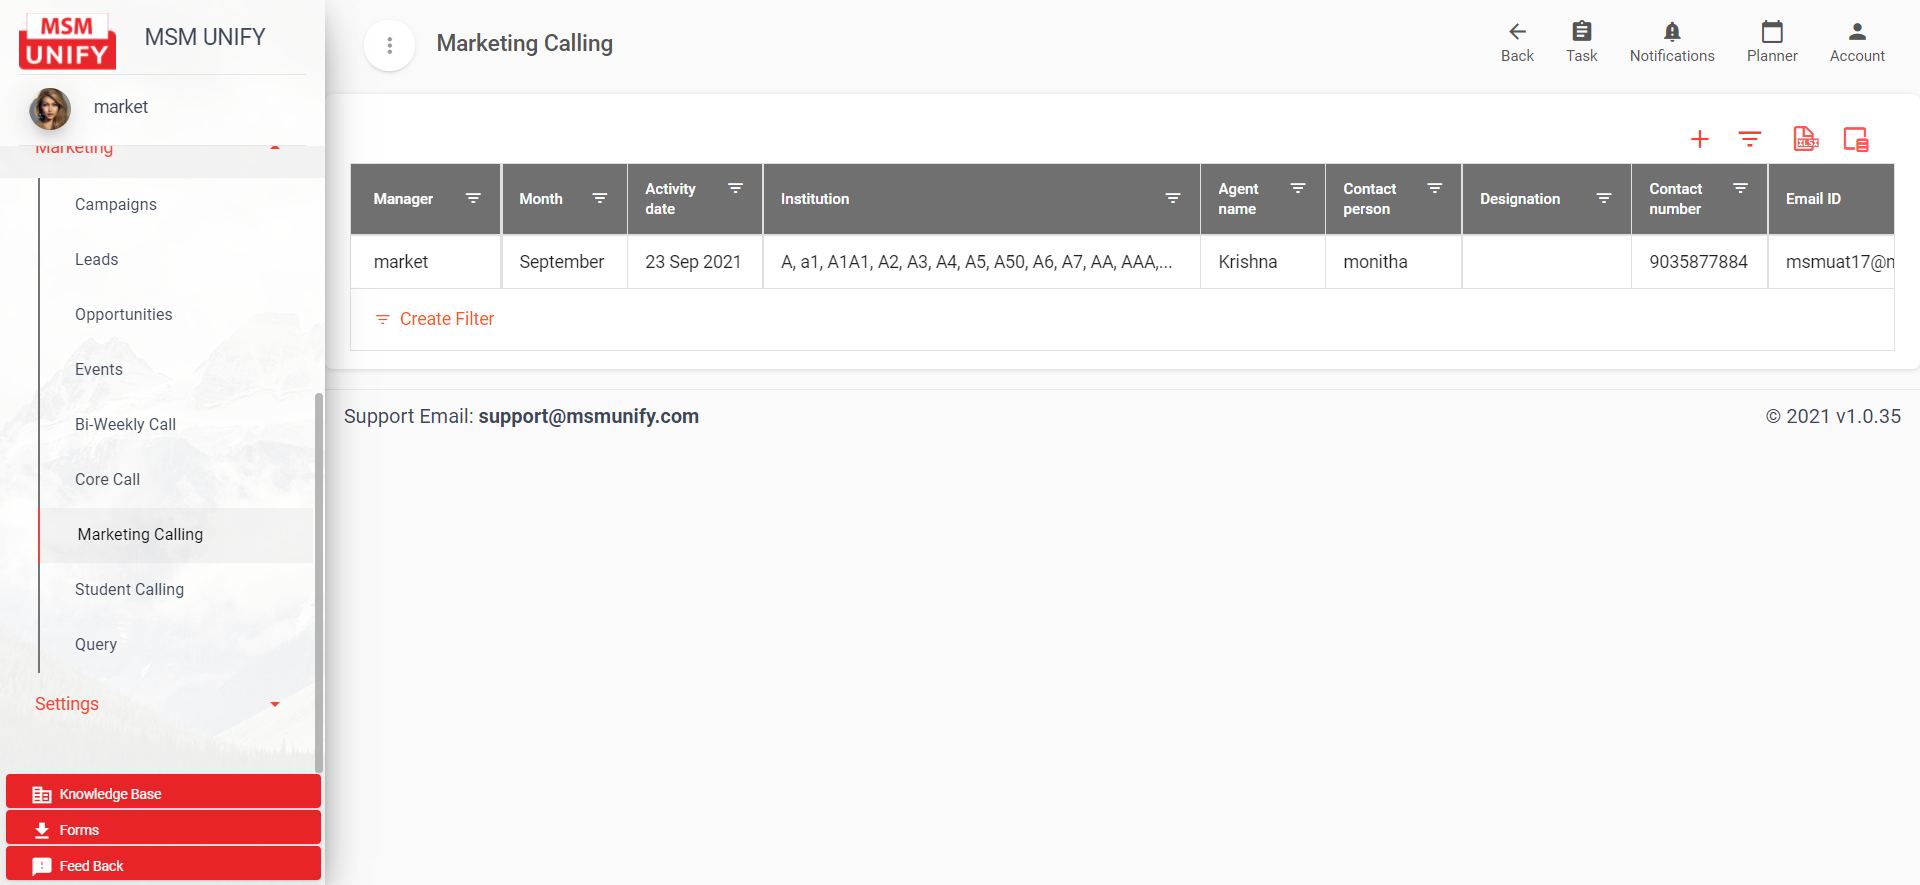 MSM
UNIFY
MSM UNIFY
market
Marketing
Campaigns
Leads
Opportunities
Events
Bi-Weekly Call
Core Call
Marketing Calling
Student Calling
Query
Settings
Knowledge Base
Forms
Feed Back
Marketing Calling
Back
Task
Notifications
Planner
Account
XLSX
Manager
Month
Activity
date
Institution
Agent
name
Contact
person
Designation
Contact
number
Email ID
market
September
23 Sep 2021
A, a1, A1A1, A2, A3, A4, A5, A50, A6, A7, AA, AAA,...
Krishna
monitha
9035877884
msmuat17@
Create Filter
Support Email: support@msmunify.com
© 2021 v1.0.35